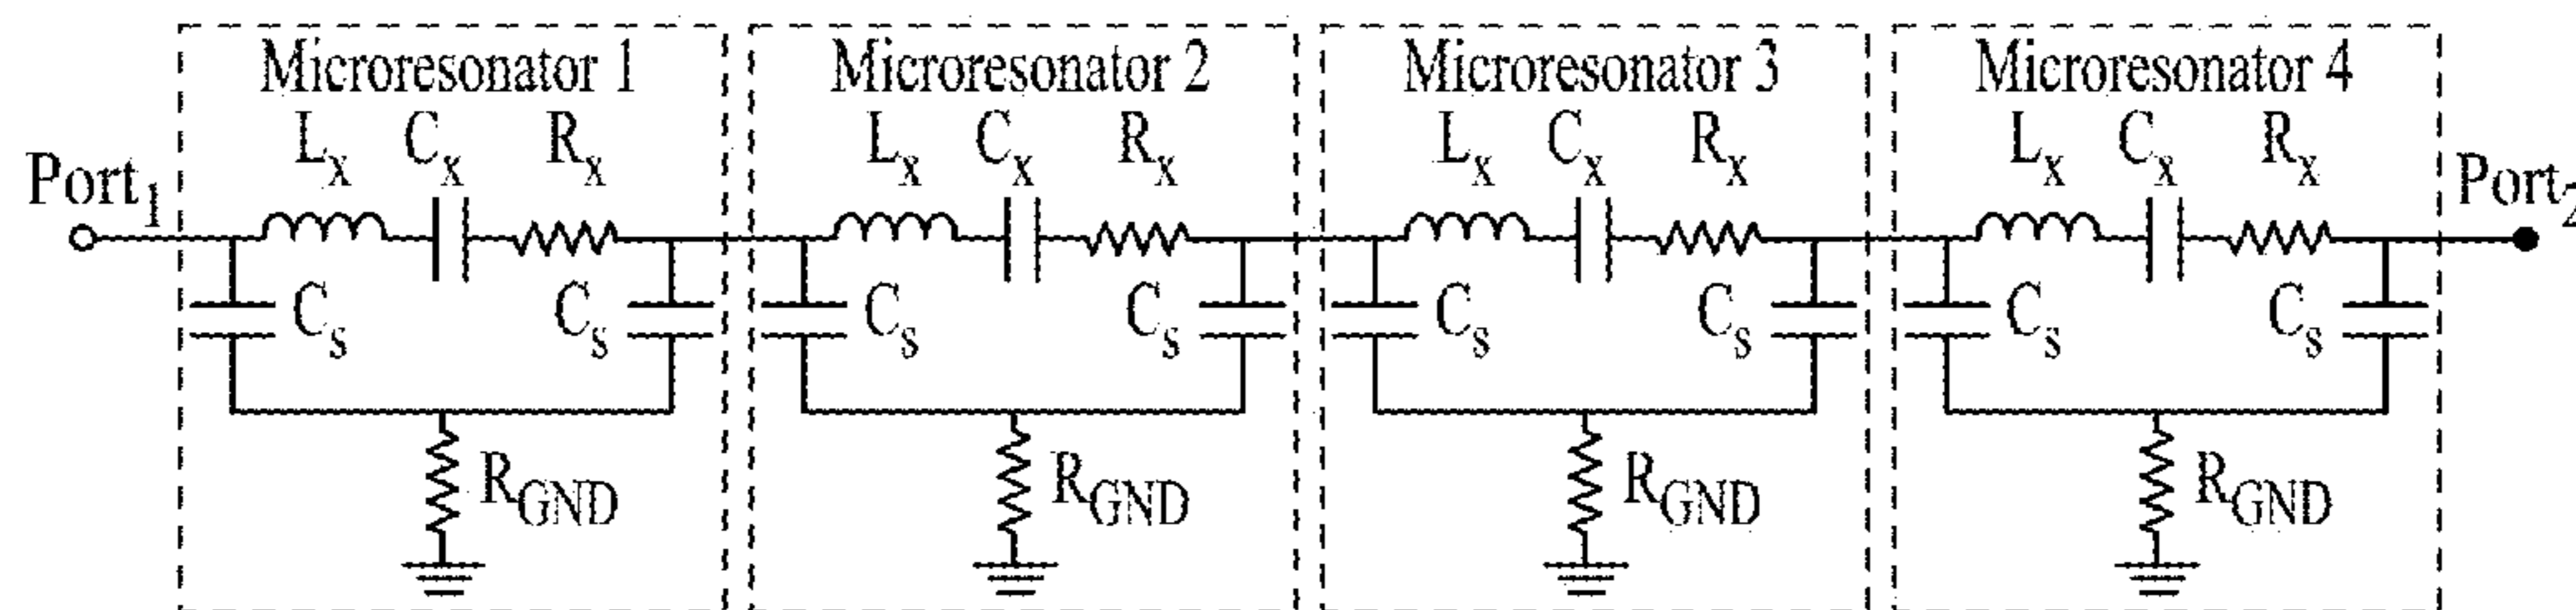 Microresonator 1 Microresonator 2 Microresonator 3 Microresonator 4
Lx Cx Rx Lx Cx Rx Lx Cx Rx Lx Cx Rx
Port1 Port2
Cs Cs Cs Cs Cs Cs Cs Cs
RGND RGND RGND RGND